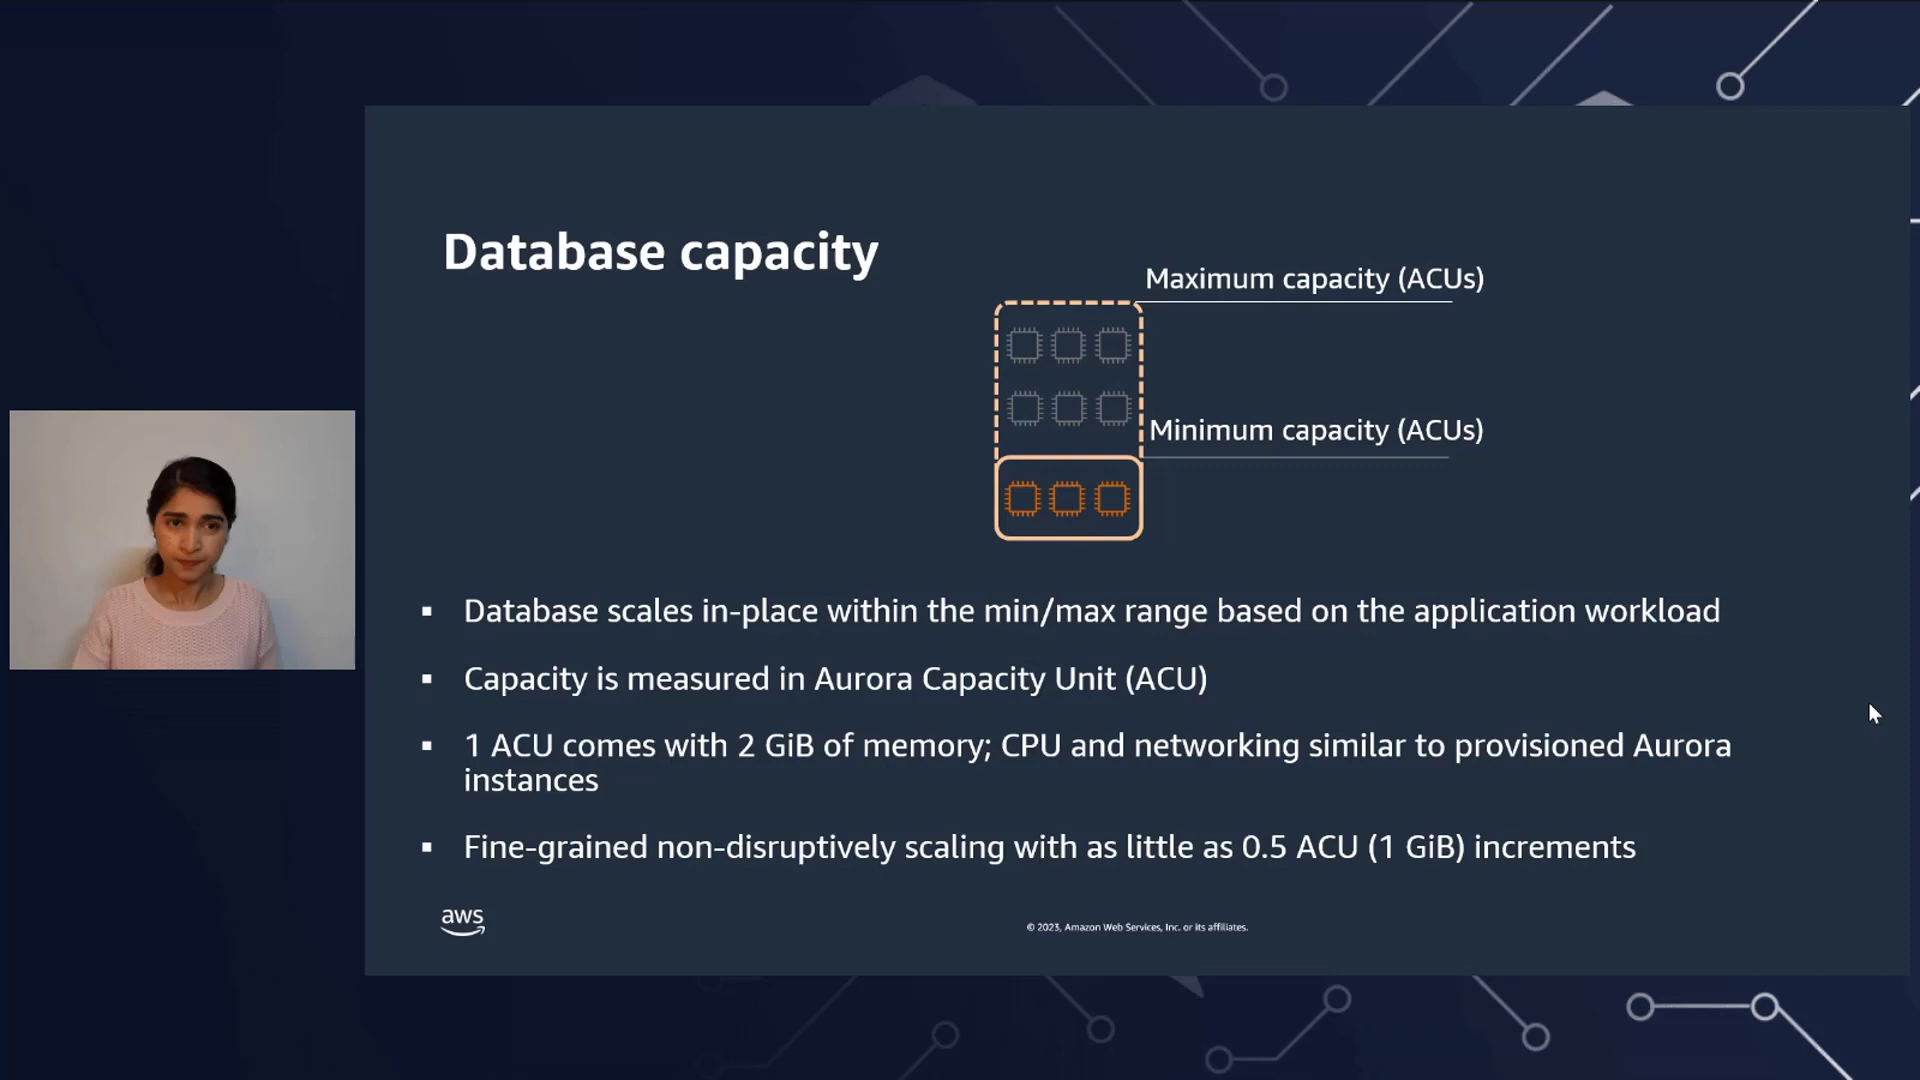 Database capacity
Maximum capacity (ACUs)
Minimum capacity (ACUs)
▪ Database scales in-place within the min/max range based on the application workload
▪ Capacity is measured in Aurora Capacity Unit (ACU)
▪ 1 ACU comes with 2 GiB of memory; CPU and networking similar to provisioned Aurora
instances
▪ Fine-grained non-disruptively scaling with as little as 0.5 ACU (1 GiB) increments
aws
© 2023, Amazon Web Services, Inc. or its affiliates.